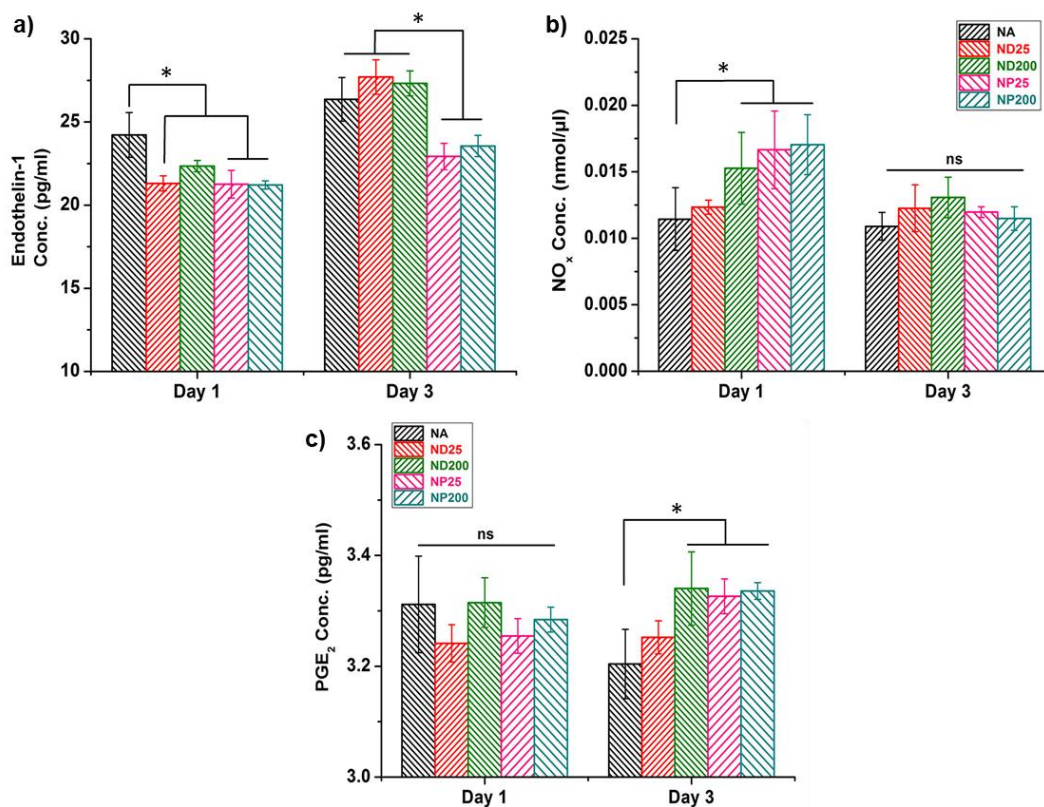 a)
Endothelin-1
Conc. (pg/ml)
30
25
20
15
10
*
*
Day 1
Day 3
b)
NOₓ Conc. (nmol/µl)
0.025
0.020
0.015
0.010
0.005
0.000
*
ns
NA
ND25
ND200
NP25
NP200
Day 1
Day 3
c)
PGE₂ Conc. (pg/ml)
3.6
3.4
3.2
3.0
NA
ND25
ND200
NP25
NP200
ns
*
Day 1
Day 3